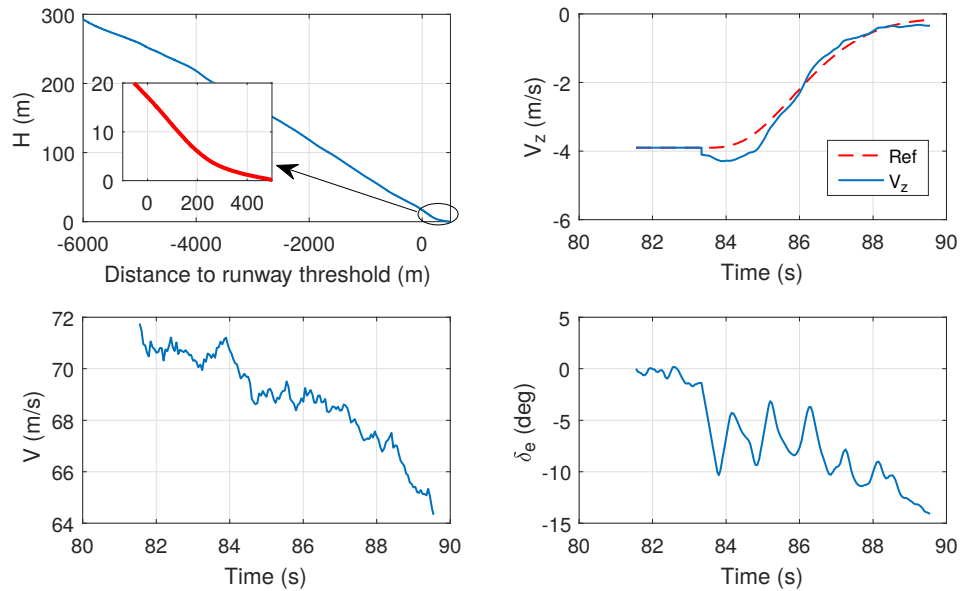 300
200
100
0
H (m)
20
10
0
0 200 400
-6000 -4000 -2000 0
Distance to runway threshold (m)
0
-2
-4
-6
V_z (m/s)
Ref
V_z
80 82 84 86 88 90
Time (s)
72
70
68
66
64
V (m/s)
80 82 84 86 88 90
Time (s)
5
0
-5
-10
-15
δ_e (deg)
80 82 84 86 88 90
Time (s)